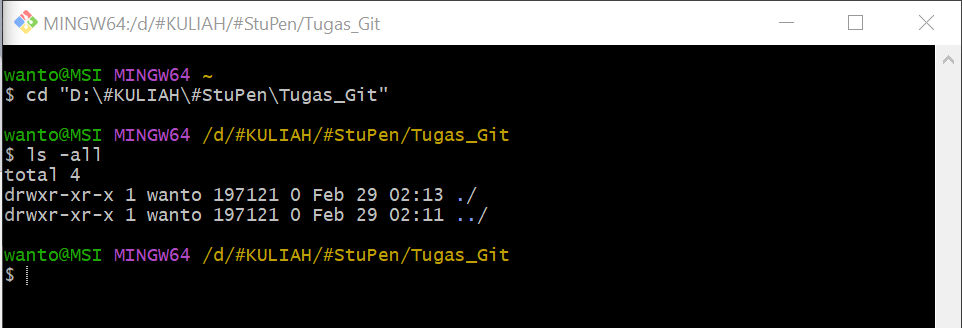 MINGW64:/d/#KULIAH/#StuPen/Tugas_Git
wanto@MSI MINGW64 ~
$ cd "D:\#KULIAH\#StuPen\Tugas_Git"
wanto@MSI MINGW64 /d/#KULIAH/#StuPen/Tugas_Git
$ ls -all
total 4
drwxr-xr-x 1 wanto 197121 0 Feb 29 02:13 ./
drwxr-xr-x 1 wanto 197121 0 Feb 29 02:11 ../
wanto@MSI MINGW64 /d/#KULIAH/#StuPen/Tugas_Git
$